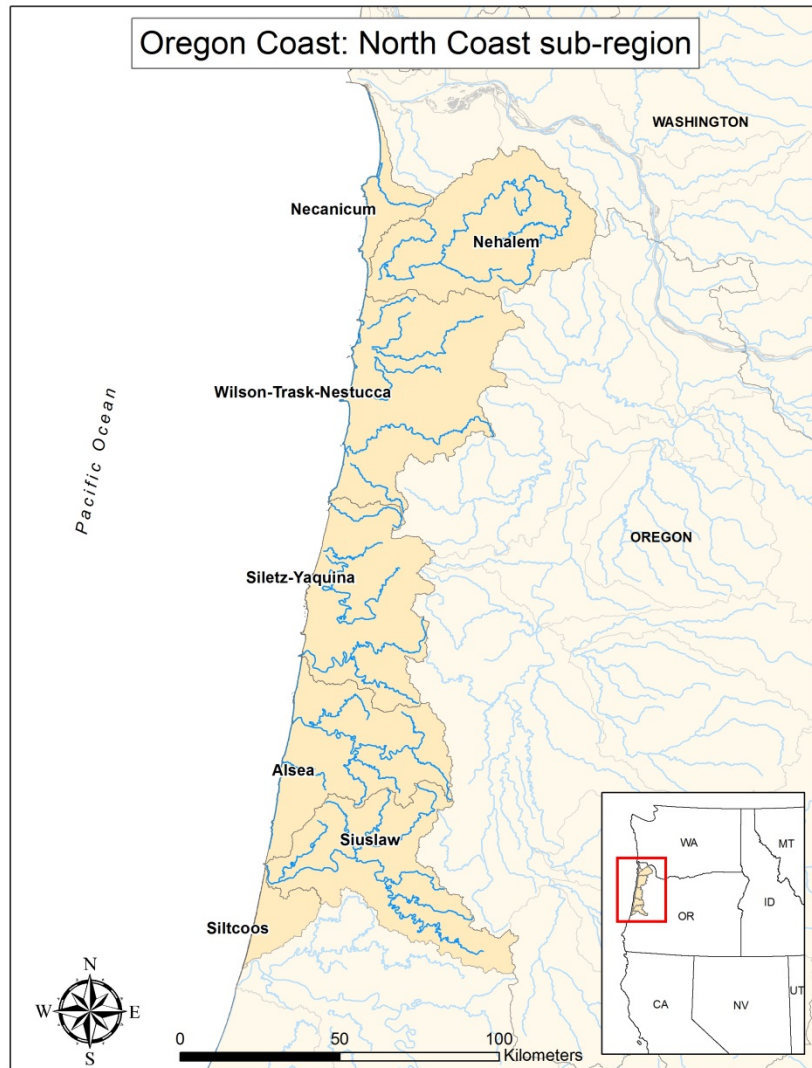 Oregon Coast: North Coast sub-region
WASHINGTON
Necanicum
Nehalem
Wilson-Trask-Nestucca
Pacific Ocean
OREGON
Siletz-Yaquina
Alsea
Siuslaw
Siltcoos
WA
MT
OR
ID
CA
NV
UT
N
W
E
S
0
50
100
Kilometers